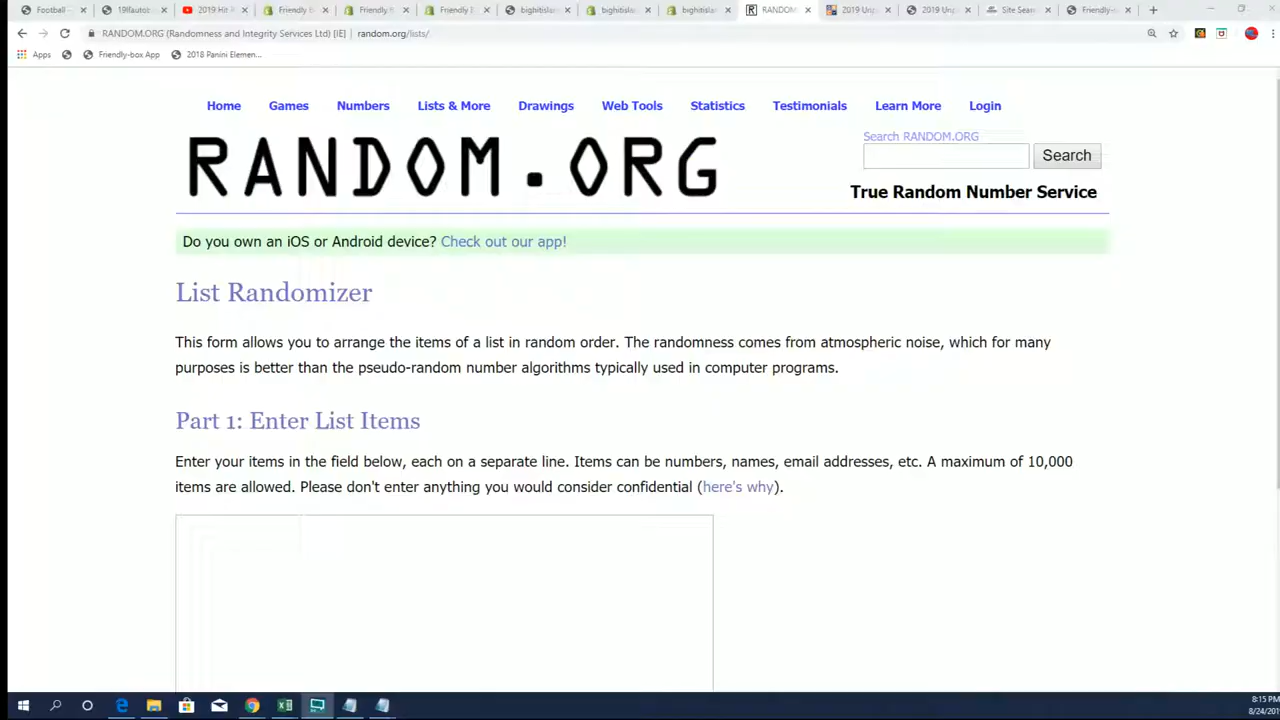 Football - 19lfautob 2019 Hit A Friendly B Friendly R Friendly I bighitisla bighitisla bighitisla RANDOM. 2019 Unp 2019 Unp Site Searc Friendly-
RANDOM.ORG (Randomness and Integrity Services Ltd) [IE] | random.org/lists/
Apps Friendly-box App 2018 Panini Elemen...
Home Games Numbers Lists & More Drawings Web Tools Statistics Testimonials Learn More Login
RANDOM.ORG
Search RANDOM.ORG
Search
True Random Number Service
Do you own an iOS or Android device? Check out our app!
List Randomizer
This form allows you to arrange the items of a list in random order. The randomness comes from atmospheric noise, which for many
purposes is better than the pseudo-random number algorithms typically used in computer programs.
Part 1: Enter List Items
Enter your items in the field below, each on a separate line. Items can be numbers, names, email addresses, etc. A maximum of 10,000
items are allowed. Please don't enter anything you would consider confidential (here's why).
8:15 PM
8/24/201